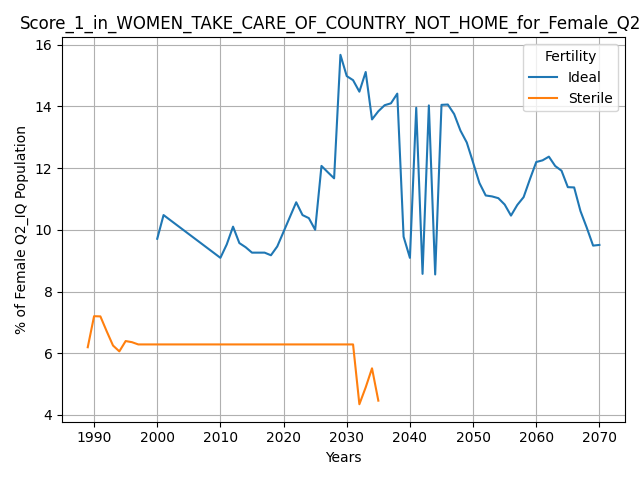 Score_1_in_WOMEN_TAKE_CARE_OF_COUNTRY_NOT_HOME_for_Female_Q2
Fertility
Ideal
Sterile
% of Female Q2_IQ Population
16
14
12
10
8
6
4
1990 2000 2010 2020 2030 2040 2050 2060 2070
Years